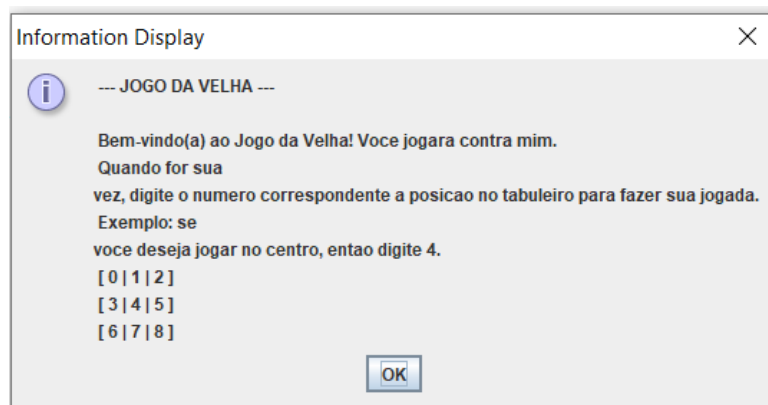 Information Display
--- JOGO DA VELHA ---
Bem-vindo(a) ao Jogo da Velha! Voce jogara contra mim.
Quando for sua
vez, digite o numero correspondente a posicao no tabuleiro para fazer sua jogada.
Exemplo: se
voce deseja jogar no centro, entao digite 4.
[ 0 | 1 | 2 ]
[ 3 | 4 | 5 ]
[ 6 | 7 | 8 ]
OK